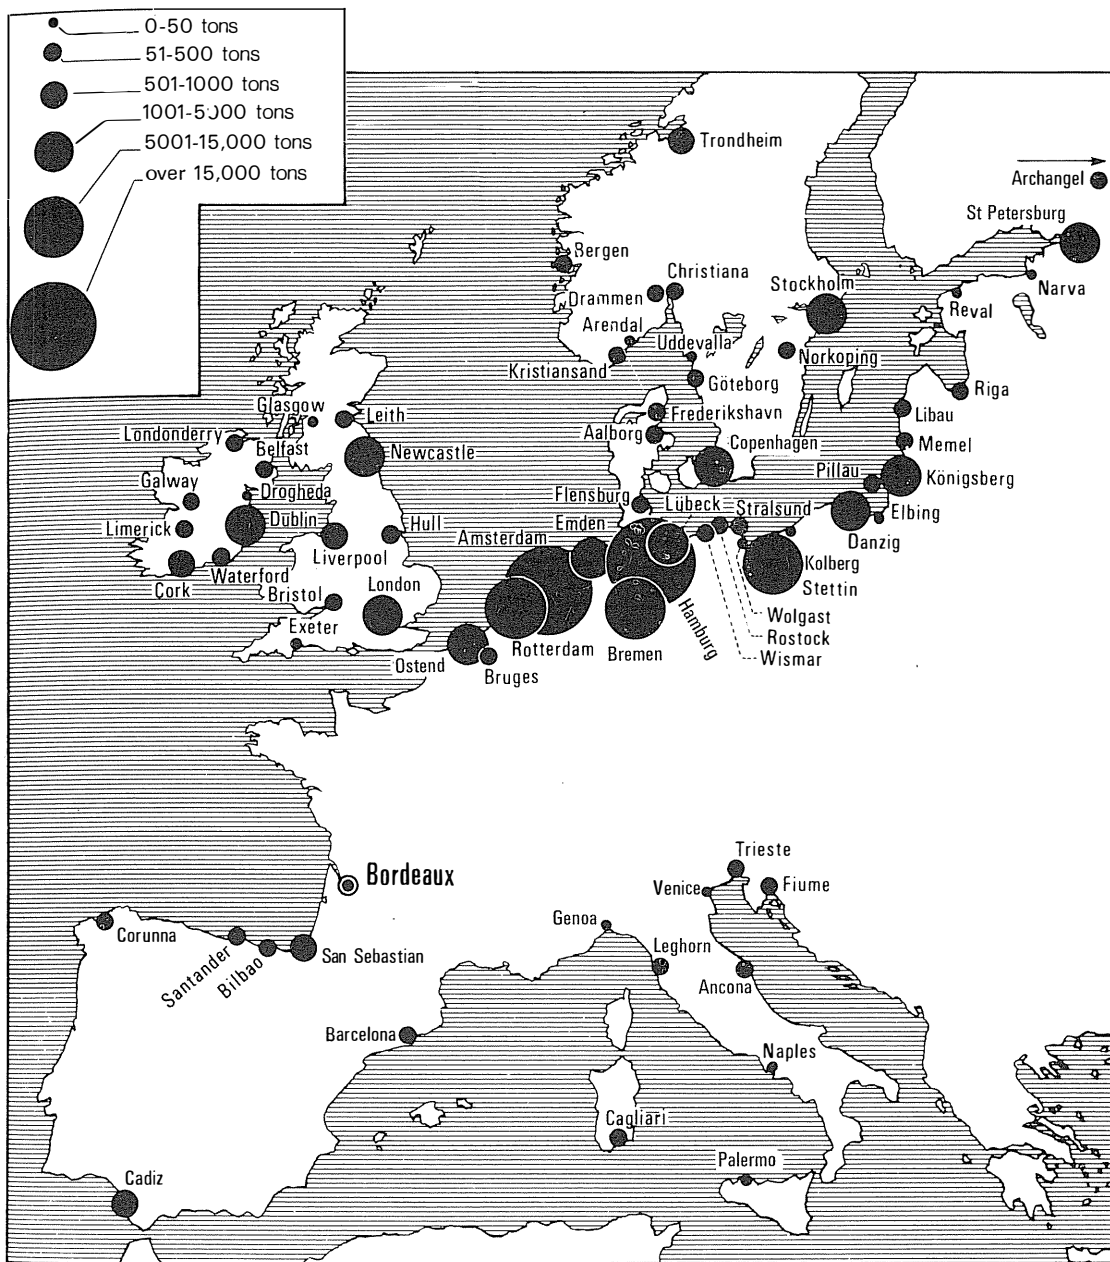 0-50 tons
51-500 tons
501-1000 tons
1001-5000 tons
5001-15,000 tons
over 15,000 tons
Trondheim
Archangel
St Petersburg
Bergen
Christiana
Narva
Drammen
Stockholm
Reval
Arendal
Uddevalla
Norkoping
Kristiansand
Göteborg
Riga
Glasgow
Leith
Frederikshavn
Libau
Londonderry
Aalborg
Copenhagen
Memel
Belfast
Newcastle
Pillau
Königsberg
Galway
Drogheda
Flensburg
Lübeck
Stralsund
Elbing
Limerick
Dublin
Hull
Emden
Danzig
Liverpool
Amsterdam
Kolberg
Waterford
Stettin
Cork
Bristol
London
Hamburg
Wolgast
Exeter
Rotterdam
Bremen
Rostock
Ostend
Bruges
Wismar
Bordeaux
Trieste
Venice
Fiume
Corunna
Genoa
Santander
Bilbao
San Sebastian
Leghorn
Ancona
Barcelona
Naples
Cagliari
Palermo
Cadiz